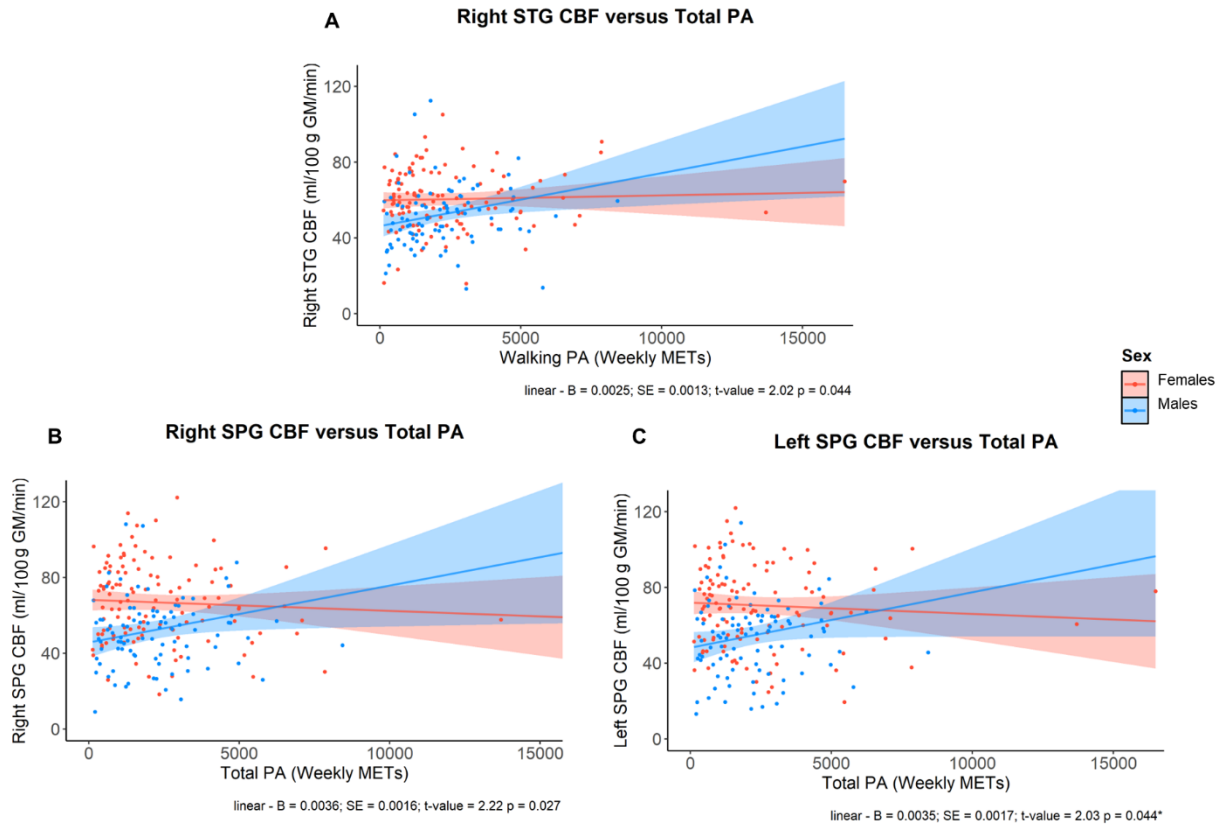 A
Right STG CBF versus Total PA
Right STG CBF (ml/100 g GM/min)
120
80
40
0
0 5000 10000 15000
Walking PA (Weekly METs)
linear - B = 0.0025; SE = 0.0013; t-value = 2.02 p = 0.044
Sex
Females
Males
B
Right SPG CBF versus Total PA
Right SPG CBF (ml/ 100g GM/min)
120
80
40
0
0 5000 10000 15000
Total PA (Weekly METs)
linear - B = 0.0036; SE = 0.0016; t-value = 2.22 p = 0.027
C
Left SPG CBF versus Total PA
Left SPG CBF (ml/100 g GM/min)
120
80
40
0
0 5000 10000 15000
Total PA (Weekly METs)
linear - B = 0.0035; SE = 0.0017; t-value = 2.03 p = 0.044*